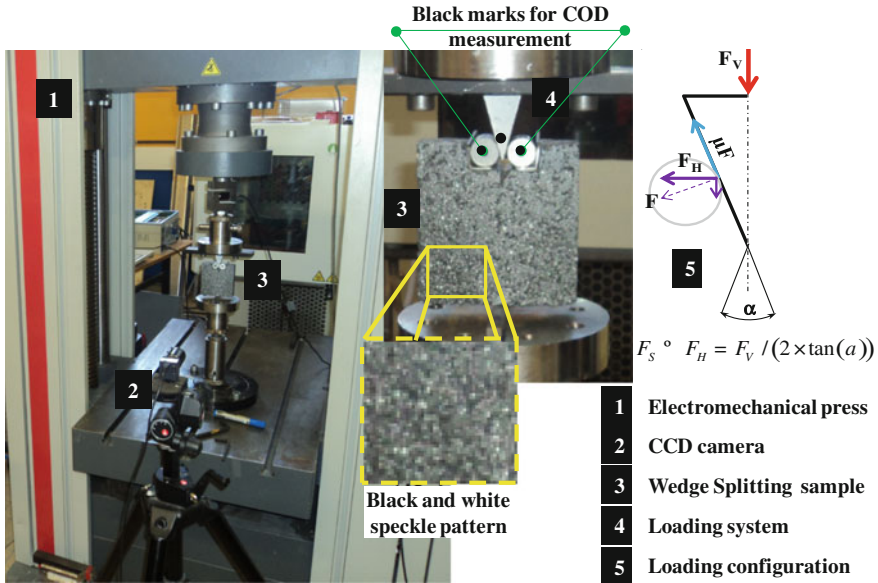 Black marks for COD
measurement
1
2
3
3
4
5
F_V
μF
F_H
F
α
F_S ° F_H = F_V / (2 × tan(a))
Black and white
speckle pattern
1 Electromechanical press
2 CCD camera
3 Wedge Splitting sample
4 Loading system
5 Loading configuration